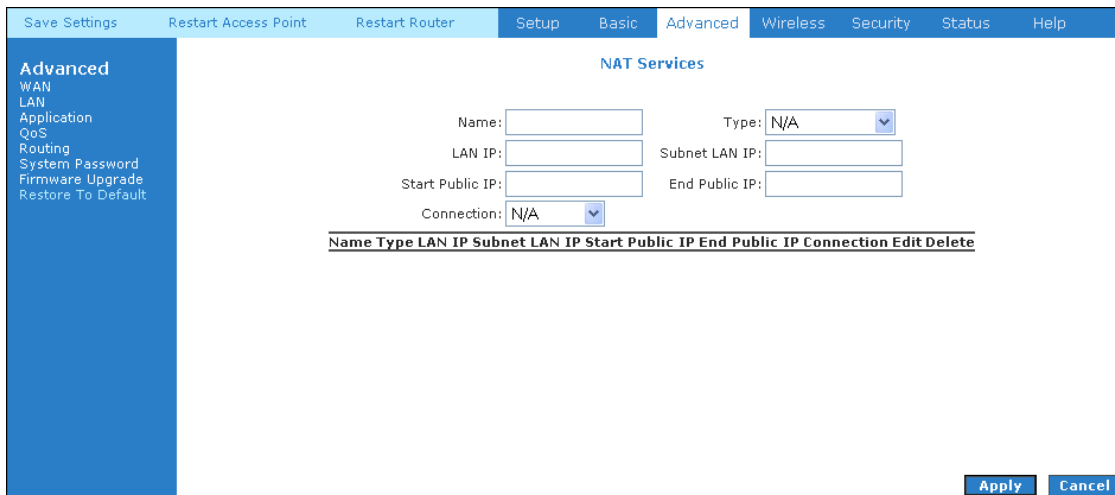 Save Settings Restart Access Point Restart Router Setup Basic Advanced Wireless Security Status Help
Advanced
WAN
LAN
Application
QoS
Routing
System Password
Firmware Upgrade
Restore To Default
NAT Services
Name: Type: N/A
LAN IP: Subnet LAN IP:
Start Public IP: End Public IP:
Connection: N/A
Name Type LAN IP Subnet LAN IP Start Public IP End Public IP Connection Edit Delete
Apply Cancel